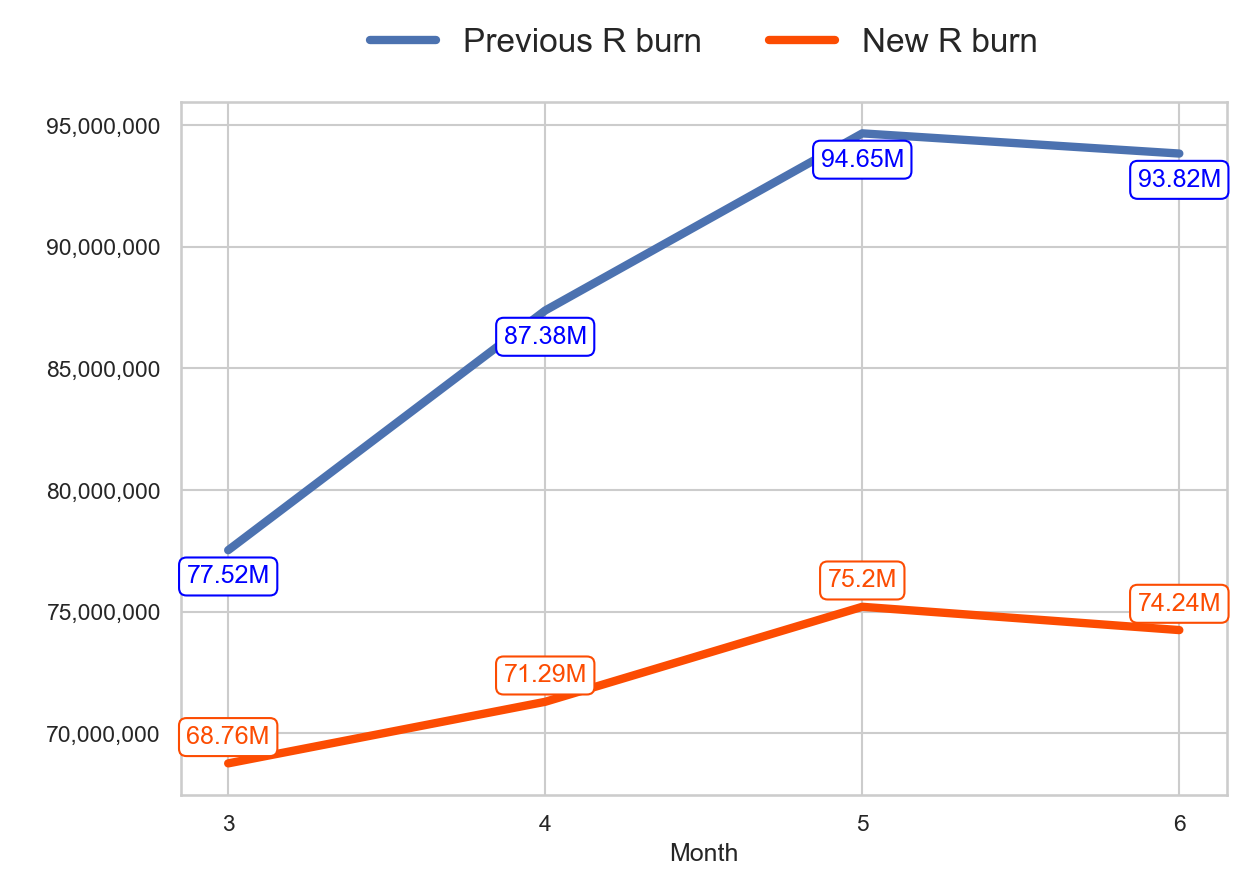 Previous R burn New R burn
95,000,000
94.65M
93.82M
90,000,000
87.38M
85,000,000
80,000,000
77.52M
75.2M
75,000,000
74.24M
71.29M
70,000,000
68.76M
3 4 5 6
Month